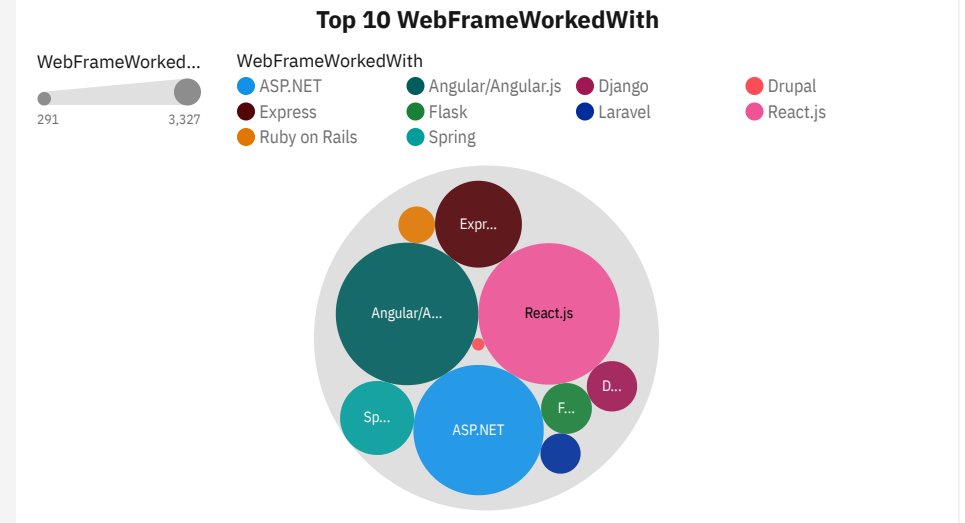 Top 10 WebFrameWorkedWith
WebFrameWorked...
291 3,327
WebFrameWorkedWith
ASP.NET Angular/Angular.js Django Drupal
Express Flask Laravel React.js
Ruby on Rails Spring
Expr...
Angular/A... React.js
D...
F...
Sp...
ASP.NET